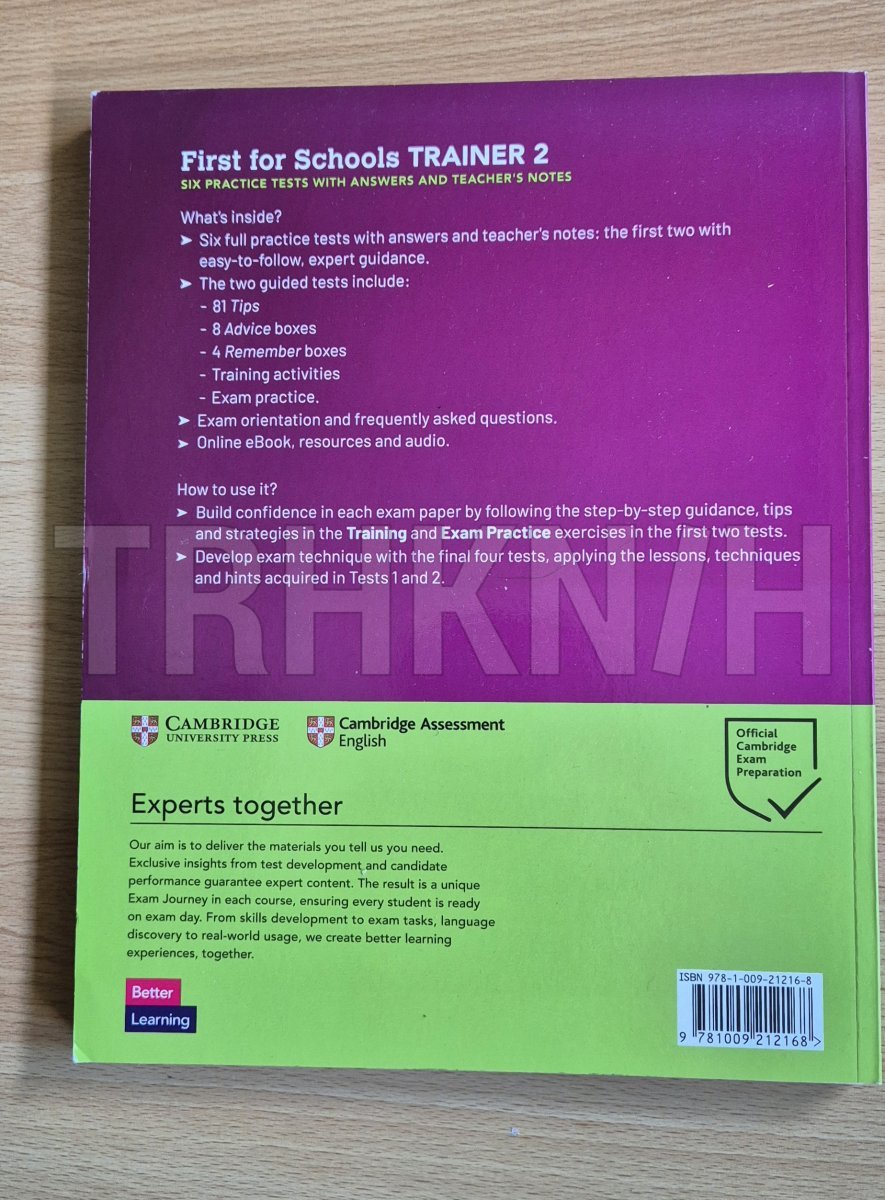 First for Schools TRAINER 2
SIX PRACTICE TESTS WITH ANSWERS AND TEACHER'S NOTES
What's inside?
➤ Six full practice tests with answers and teacher's notes: the first two with
easy-to-follow, expert guidance.
➤ The two guided tests include:
- 81 Tips
- 8 Advice boxes
- 4 Remember boxes
- Training activities
- Exam practice.
➤ Exam orientation and frequently asked questions.
➤ Online eBook, resources and audio.
How to use it?
➤ Build confidence in each exam paper by following the step-by-step guidance, tips
and strategies in the Training and Exam Practice exercises in the first two tests.
➤ Develop exam technique with the final four tests, applying the lessons, techniques
and hints acquired in Tests 1 and 2.
TRHKN/H
CAMBRIDGE
UNIVERSITY PRESS
Cambridge Assessment
English
Official
Cambridge
Exam
Preparation
Experts together
Our aim is to deliver the materials you tell us you need.
Exclusive insights from test development and candidate
performance guarantee expert content. The result is a unique
Exam Journey in each course, ensuring every student is ready
on exam day. From skills development to exam tasks, language
discovery to real-world usage, we create better learning
experiences, together.
Better
Learning
ISBN 978-1-009-21216-8
9 781009 212168 >